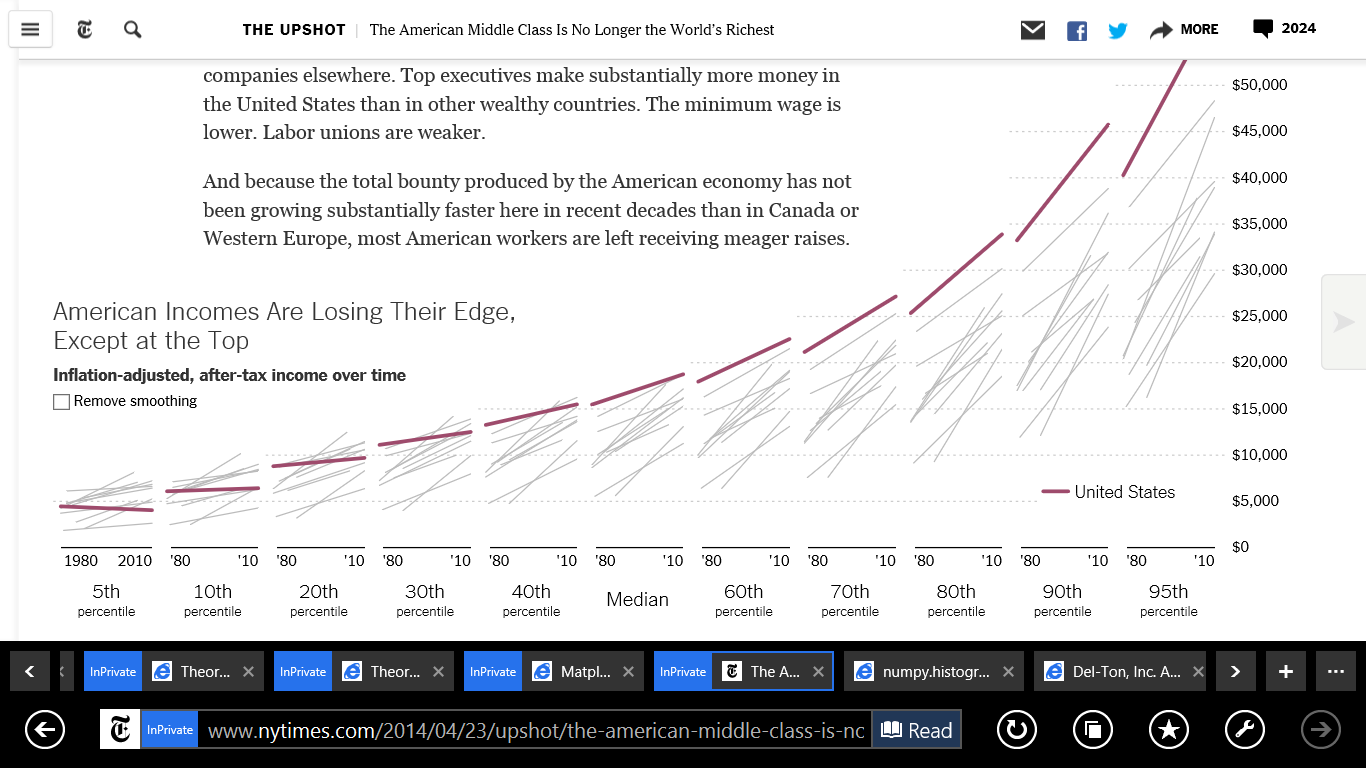 THE UPSHOT | The American Middle Class Is No Longer the World's Richest
MORE
2024
companies elsewhere. Top executives make substantially more money in
the United States than in other wealthy countries. The minimum wage is
lower. Labor unions are weaker.
And because the total bounty produced by the American economy has not
been growing substantially faster here in recent decades than in Canada or
Western Europe, most American workers are left receiving meager raises.
American Incomes Are Losing Their Edge,
Except at the Top
Inflation-adjusted, after-tax income over time
Remove smoothing
$50,000
$45,000
$40,000
$35,000
$30,000
$25,000
$20,000
$15,000
$10,000
$5,000
$0
United States
1980 2010 '80 '10 '80 '10 '80 '10 '80 '10 '80 '10 '80 '10 '80 '10 '80 '10 '80 '10 '80 '10
5th 10th 20th 30th 40th Median 60th 70th 80th 90th 95th
percentile percentile percentile percentile percentile percentile percentile percentile percentile percentile
InPrivate Theor... InPrivate Theor... InPrivate Matpl... InPrivate The A... numpy.histogr... Del-Ton, Inc. A...
InPrivate www.nytimes.com/2014/04/23/upshot/the-american-middle-class-is-nc Read